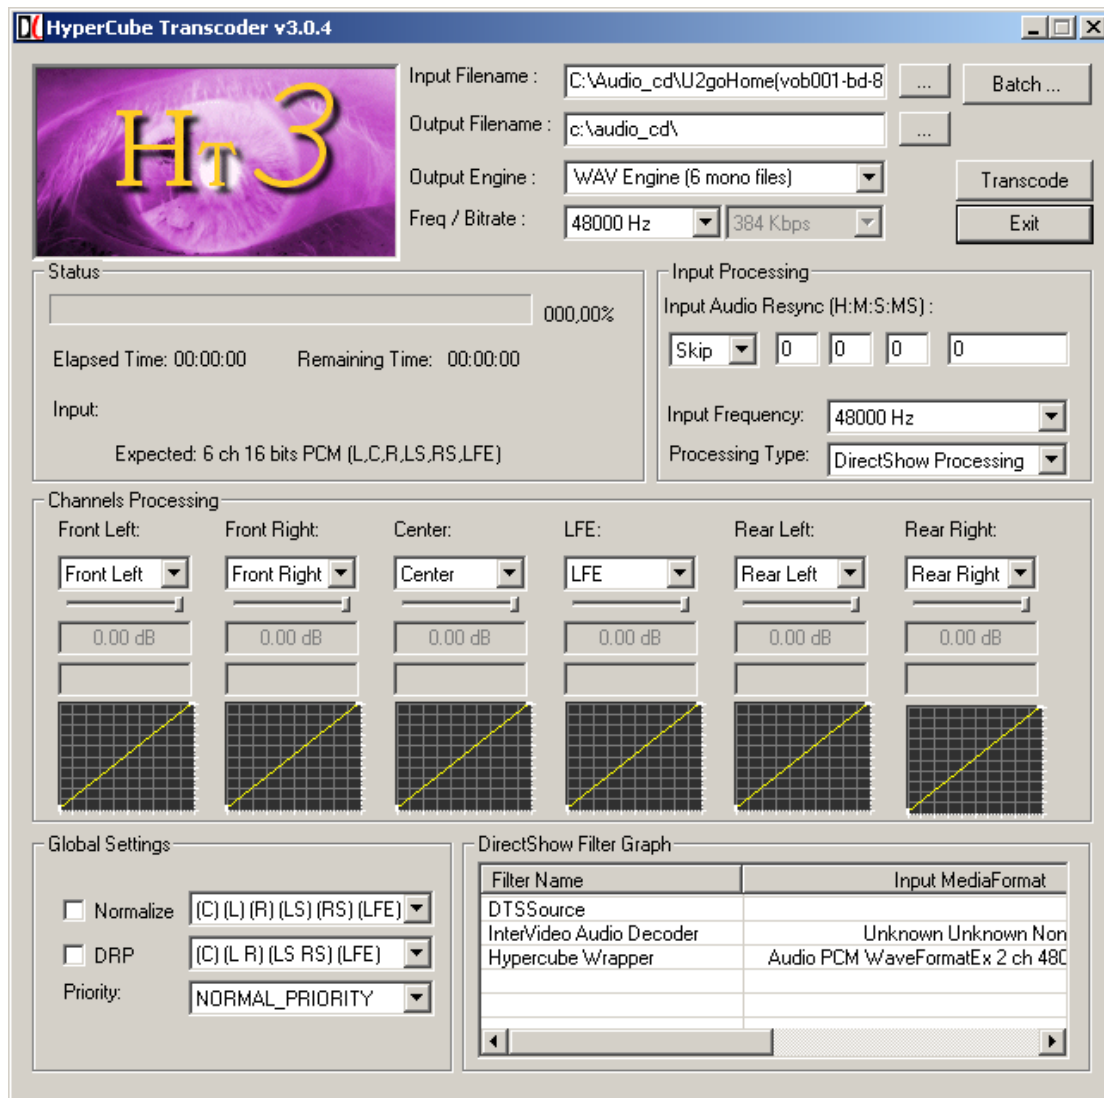 HyperCube Transcoder v3.0.4
HT3
Input Filename :
C:\Audio_cd\U2goHome(vob001-bd-8
...
Batch ...
Output Filename :
c:\audio_cd\
...
Output Engine :
WAV Engine (6 mono files)
Transcode
Freq / Bitrate :
48000 Hz
384 Kbps
Exit
Status
000,00%
Elapsed Time: 00:00:00
Remaining Time: 00:00:00
Input:
Expected: 6 ch 16 bits PCM (L,C,R,LS,RS,LFE)
Input Processing
Input Audio Resync (H:M:S:MS) :
Skip
0
0
0
0
Input Frequency:
48000 Hz
Processing Type:
DirectShow Processing
Channels Processing
Front Left:
Front Right:
Center:
LFE:
Rear Left:
Rear Right:
Front Left
Front Right
Center
LFE
Rear Left
Rear Right
0.00 dB
0.00 dB
0.00 dB
0.00 dB
0.00 dB
0.00 dB
Global Settings
Normalize
(C) (L) (R) (LS) (RS) (LFE)
DRP
(C) (L R) (LS RS) (LFE)
Priority:
NORMAL_PRIORITY
DirectShow Filter Graph
Filter Name
Input MediaFormat
DTSSource
InterVideo Audio Decoder
Unknown Unknown Non
Hypercube Wrapper
Audio PCM WaveFormatEx 2 ch 480